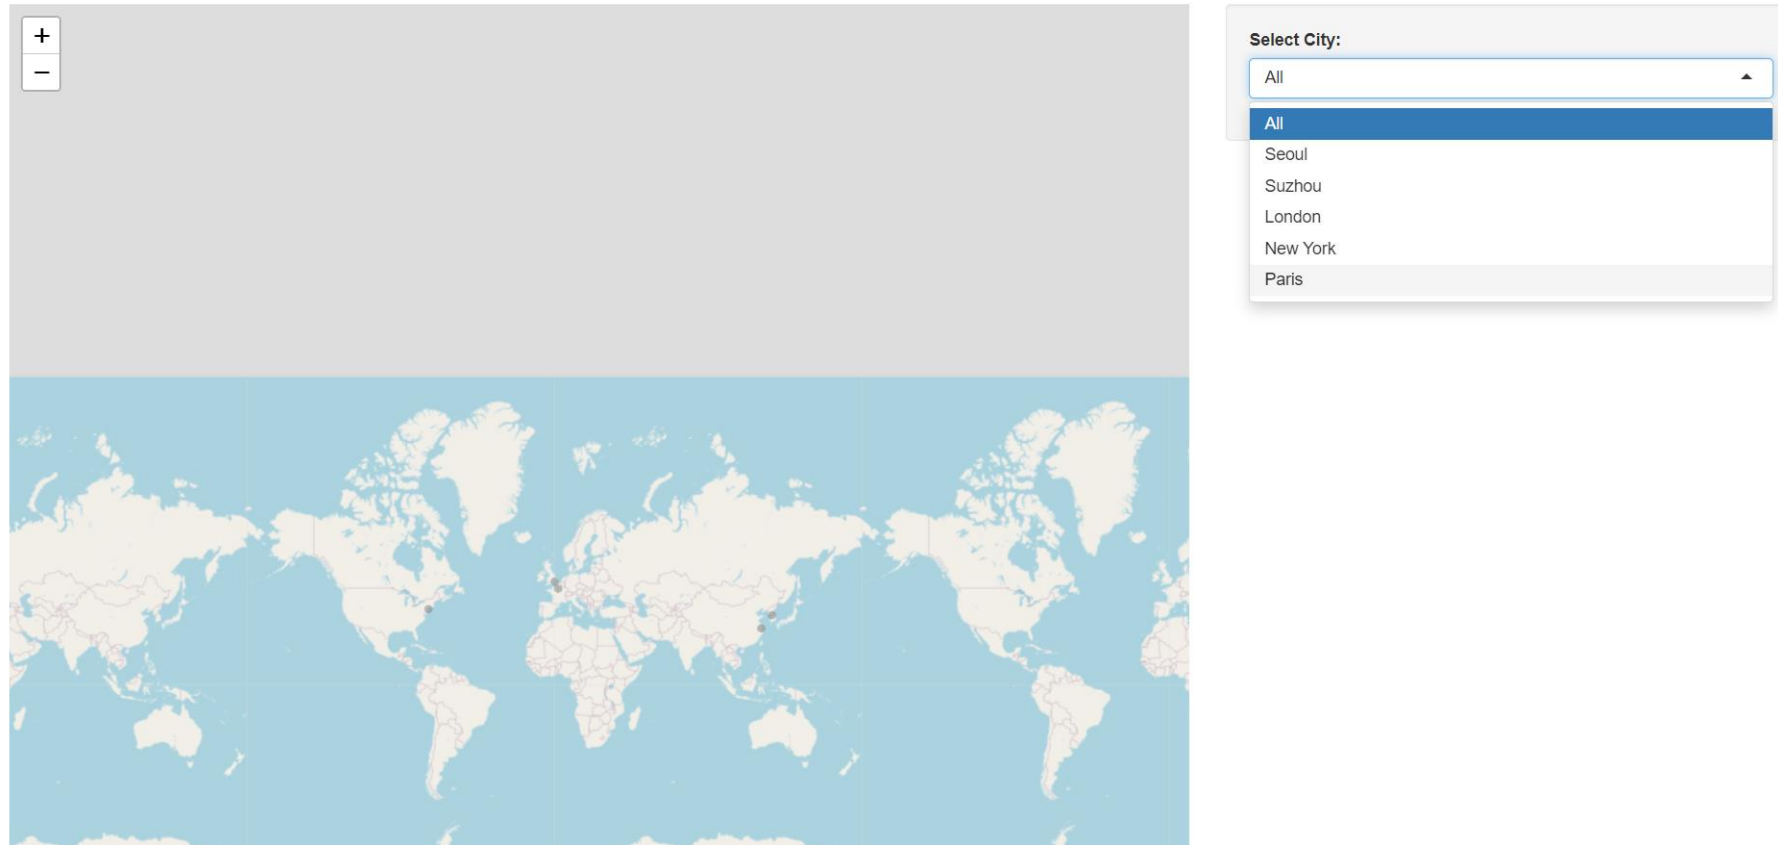 +
−
Select City:
All
All
Seoul
Suzhou
London
New York
Paris